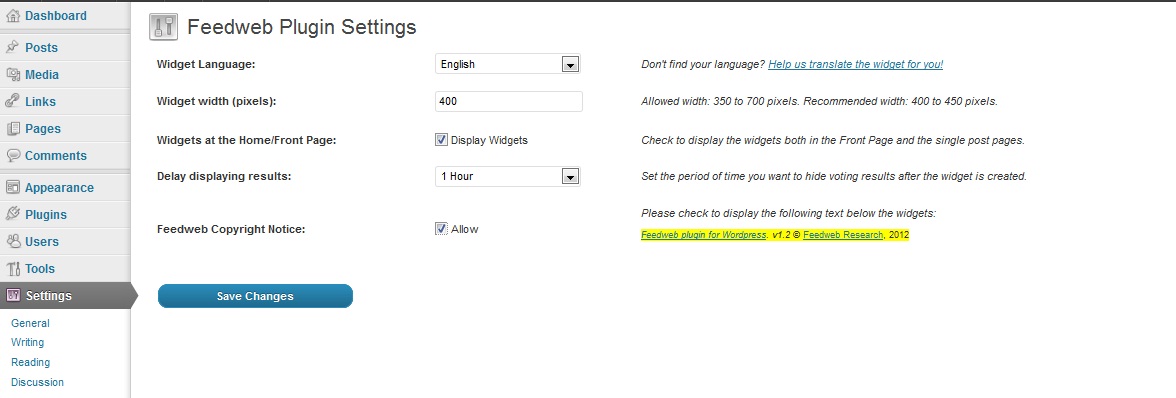 Dashboard
Posts
Media
Links
Pages
Comments
Appearance
Plugins
Users
Tools
Settings
General
Writing
Reading
Discussion
Feedweb Plugin Settings
Widget Language: English Don't find your language? Help us translate the widget for you!
Widget width (pixels): 400 Allowed width: 350 to 700 pixels. Recommended width: 400 to 450 pixels.
Widgets at the Home/Front Page: Display Widgets Check to display the widgets both in the Front Page and the single post pages.
Delay displaying results: 1 Hour Set the period of time you want to hide voting results after the widget is created.
Please check to display the following text below the widgets:
Feedweb Copyright Notice: Allow Feedweb plugin for Wordpress. v1.2 © Feedweb Research, 2012
Save Changes